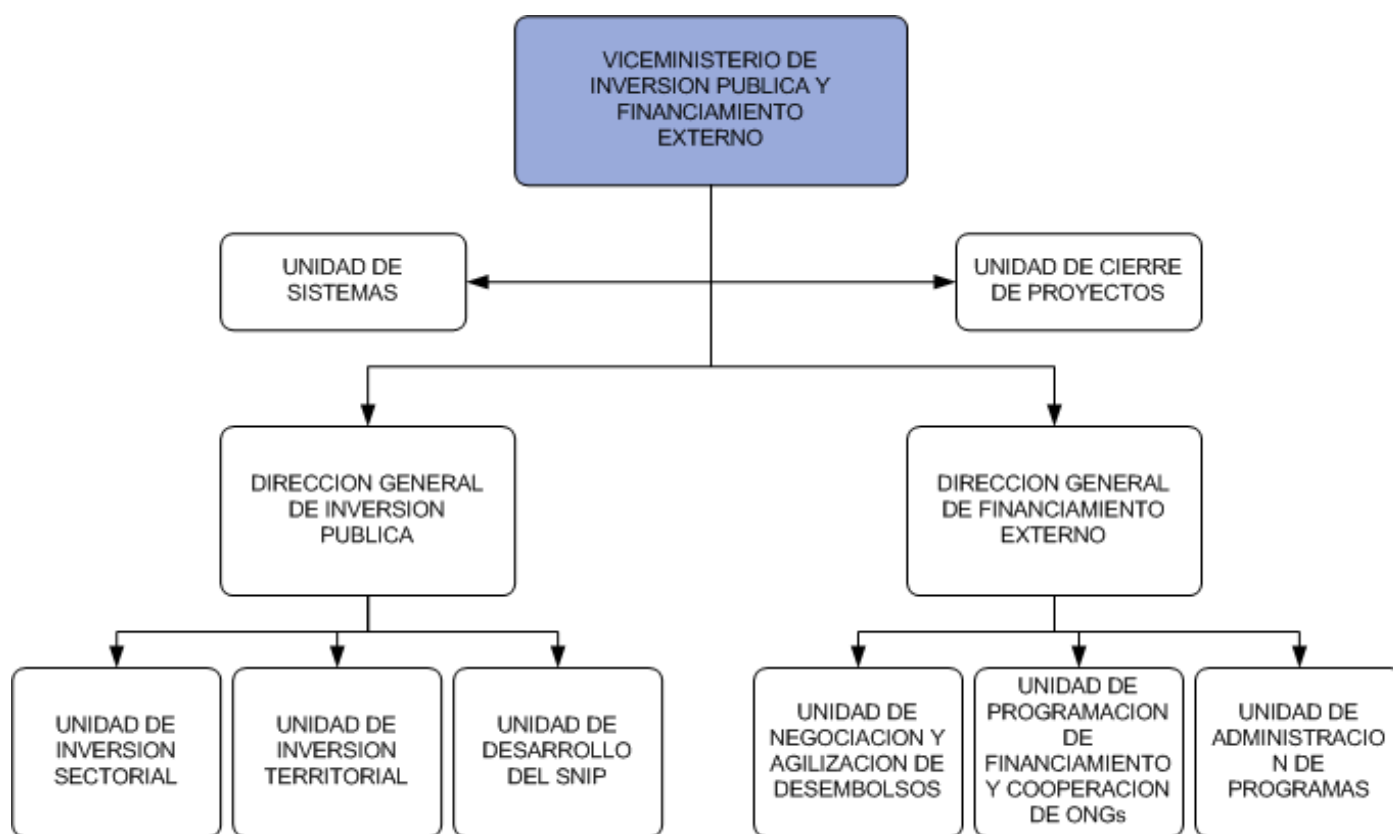 VICEMINISTERIO DE
INVERSION PUBLICA Y
FINANCIAMIENTO
EXTERNO
UNIDAD DE
SISTEMAS
UNIDAD DE CIERRE
DE PROYECTOS
DIRECCION GENERAL
DE INVERSION
PUBLICA
DIRECCION GENERAL
DE FINANCIAMIENTO
EXTERNO
UNIDAD DE
INVERSION
SECTORIAL
UNIDAD DE
INVERSION
TERRITORIAL
UNIDAD DE
DESARROLLO
DEL SNIP
UNIDAD DE
NEGOCIACION Y
AGILIZACION DE
DESEMBOLSOS
UNIDAD DE
PROGRAMACION
DE
FINANCIAMIENTO
Y COOPERACION
DE ONGs
UNIDAD DE
ADMINISTRACIO
N DE
PROGRAMAS